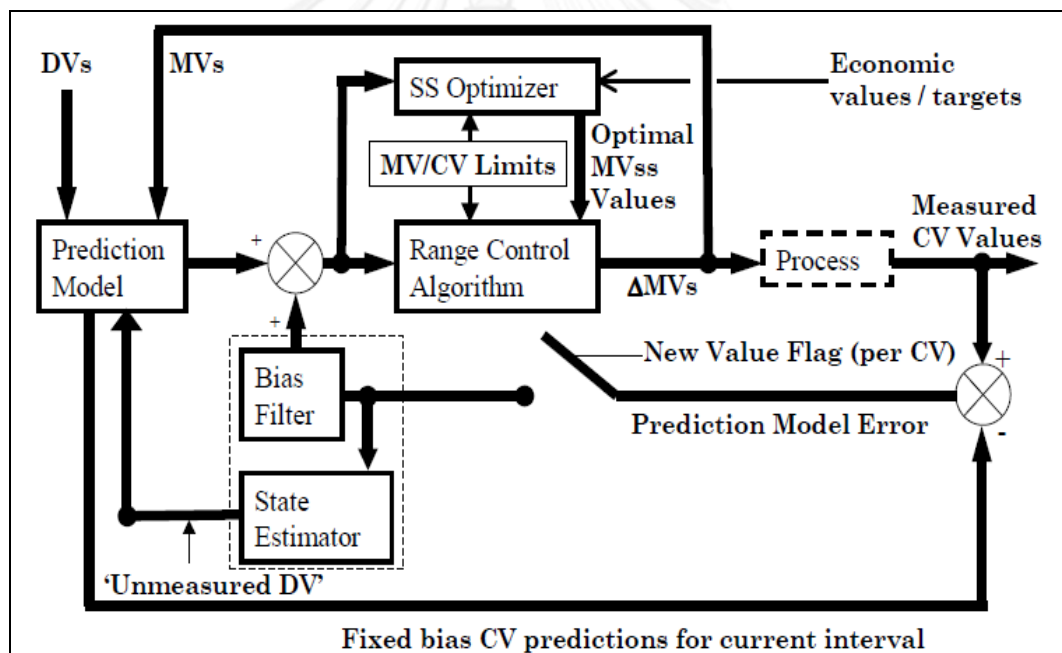 DVs
MVs
SS Optimizer
Economic
values / targets
MV/CV Limits
Optimal
MVss
Values
Prediction
Model
+
Range Control
Algorithm
ΔMVs
Process
Measured
CV Values
+
Bias
Filter
New Value Flag (per CV)
+
Prediction Model Error
-
State
Estimator
‘Unmeasured DV’
Fixed bias CV predictions for current interval